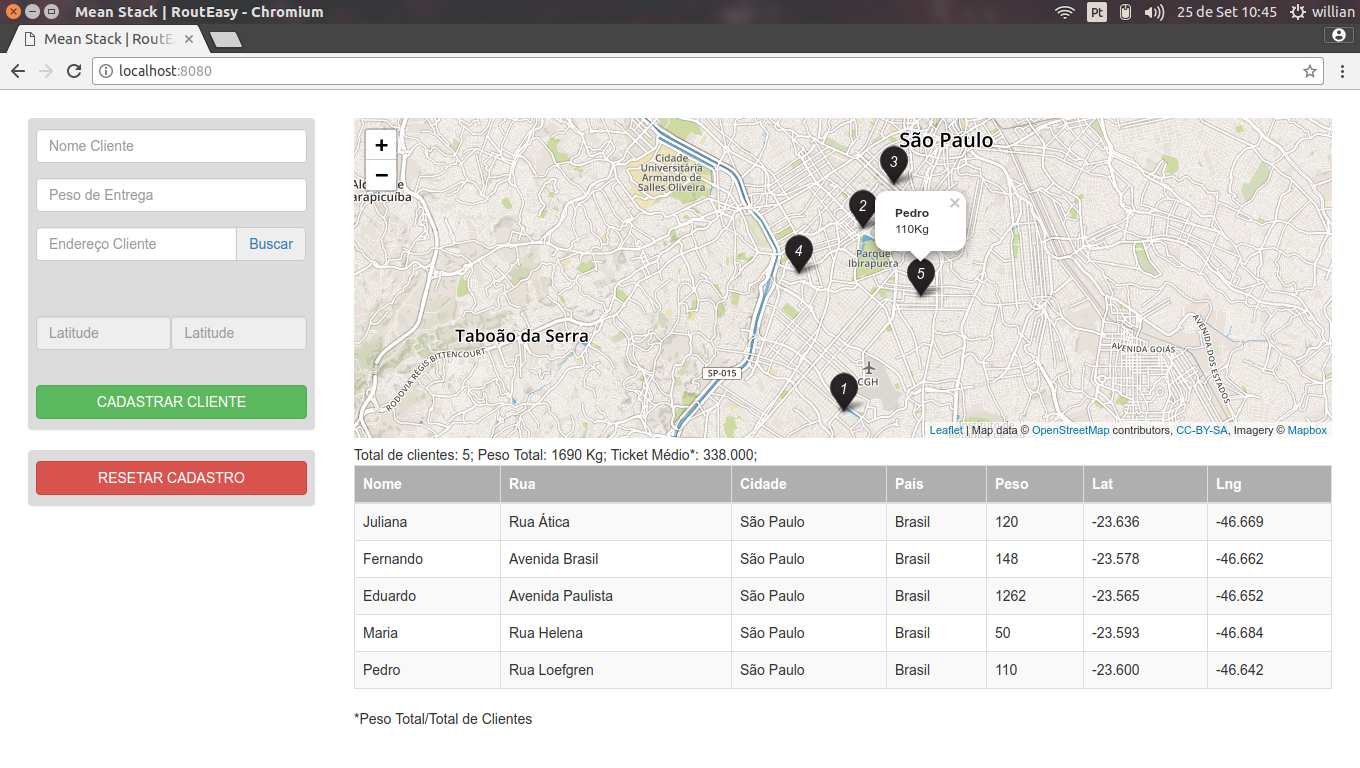 Mean Stack | RoutEasy - Chromium
Pt
25 de Set 10:45
willian
Mean Stack | RoutE
localhost:8080
Nome Cliente
Peso de Entrega
Endereço Cliente
Buscar
Latitude
Latitude
CADASTRAR CLIENTE
RESETAR CADASTRO
+
−
São Paulo
Cidade
Universitária
Armando de
Salles Oliveira
arapicuíba
3
2
Pedro
×
110Kg
4
Parque
Ibirapuera
5
Taboão da Serra
RODOVIA RÉGIS BITTENCOURT
SP-015
AVENIDA GOIÁS
AVENIDA DOS ESTADOS
CGH
1
Leaflet | Map data © OpenStreetMap contributors, CC-BY-SA, Imagery © Mapbox
Total de clientes: 5; Peso Total: 1690 Kg; Ticket Médio*: 338.000;
Nome Rua Cidade País Peso Lat Lng
Juliana Rua Ática São Paulo Brasil 120 -23.636 -46.669
Fernando Avenida Brasil São Paulo Brasil 148 -23.578 -46.662
Eduardo Avenida Paulista São Paulo Brasil 1262 -23.565 -46.652
Maria Rua Helena São Paulo Brasil 50 -23.593 -46.684
Pedro Rua Loefgren São Paulo Brasil 110 -23.600 -46.642
*Peso Total/Total de Clientes